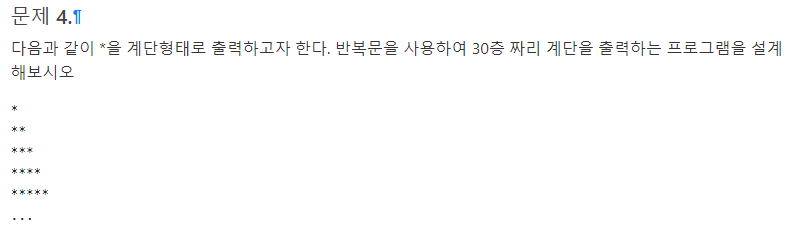 문제 4.¶
다음과 같이 *을 계단형태로 출력하고자 한다. 반복문을 사용하여 30층 짜리 계단을 출력하는 프로그램을 설계
해보시오
*
**
***
****
*****
...